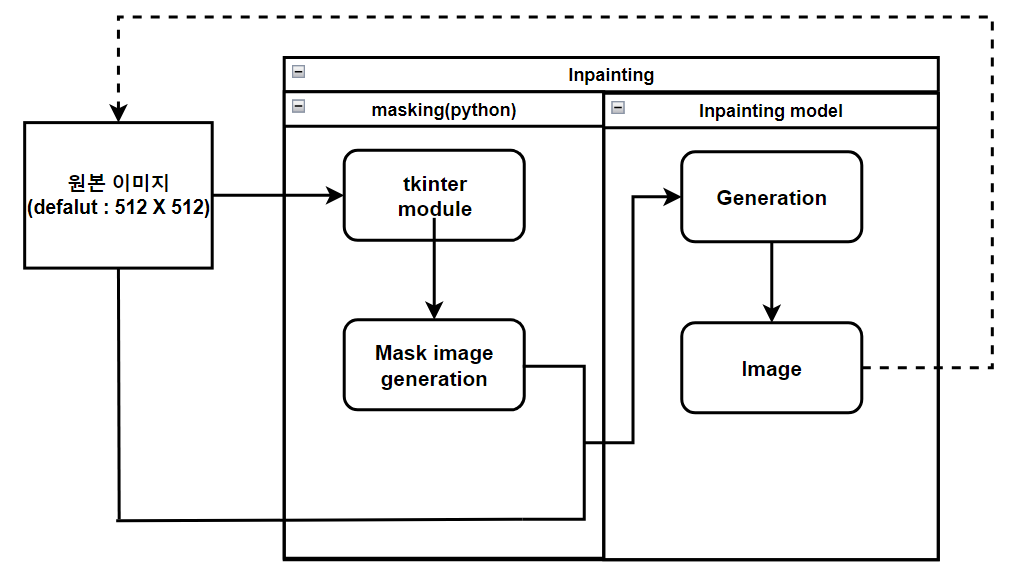 Inpainting
masking(python)
Inpainting model
원본 이미지
(defalut : 512 X 512)
tkinter
module
Generation
Mask image
generation
Image